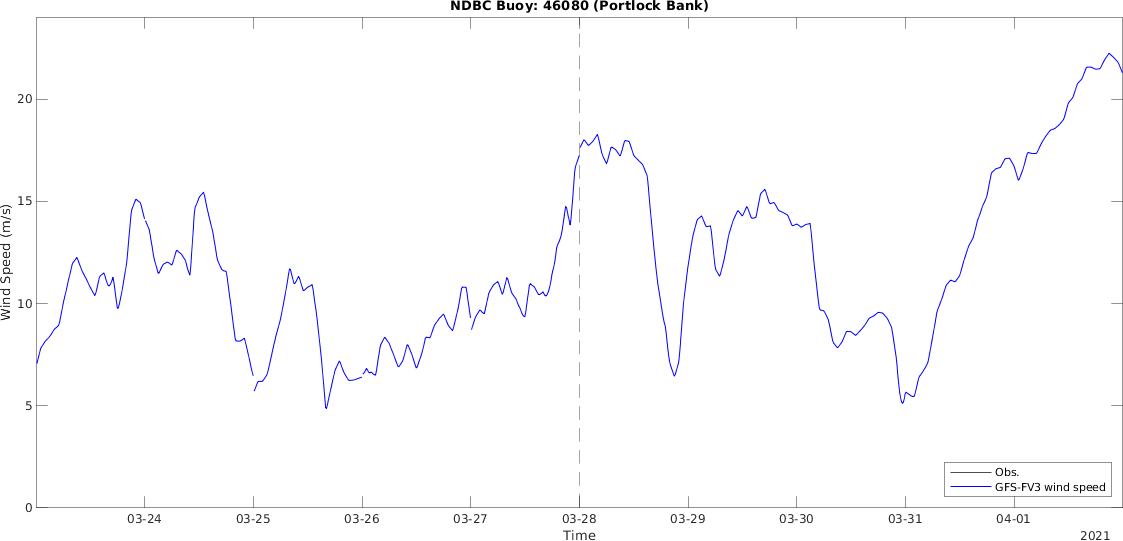 NDBC Buoy: 46080 (Portlock Bank)
Wind Speed (m/s)
20
15
10
5
0
Obs.
GFS-FV3 wind speed
03-24 03-25 03-26 03-27 03-28 03-29 03-30 03-31 04-01
Time
2021